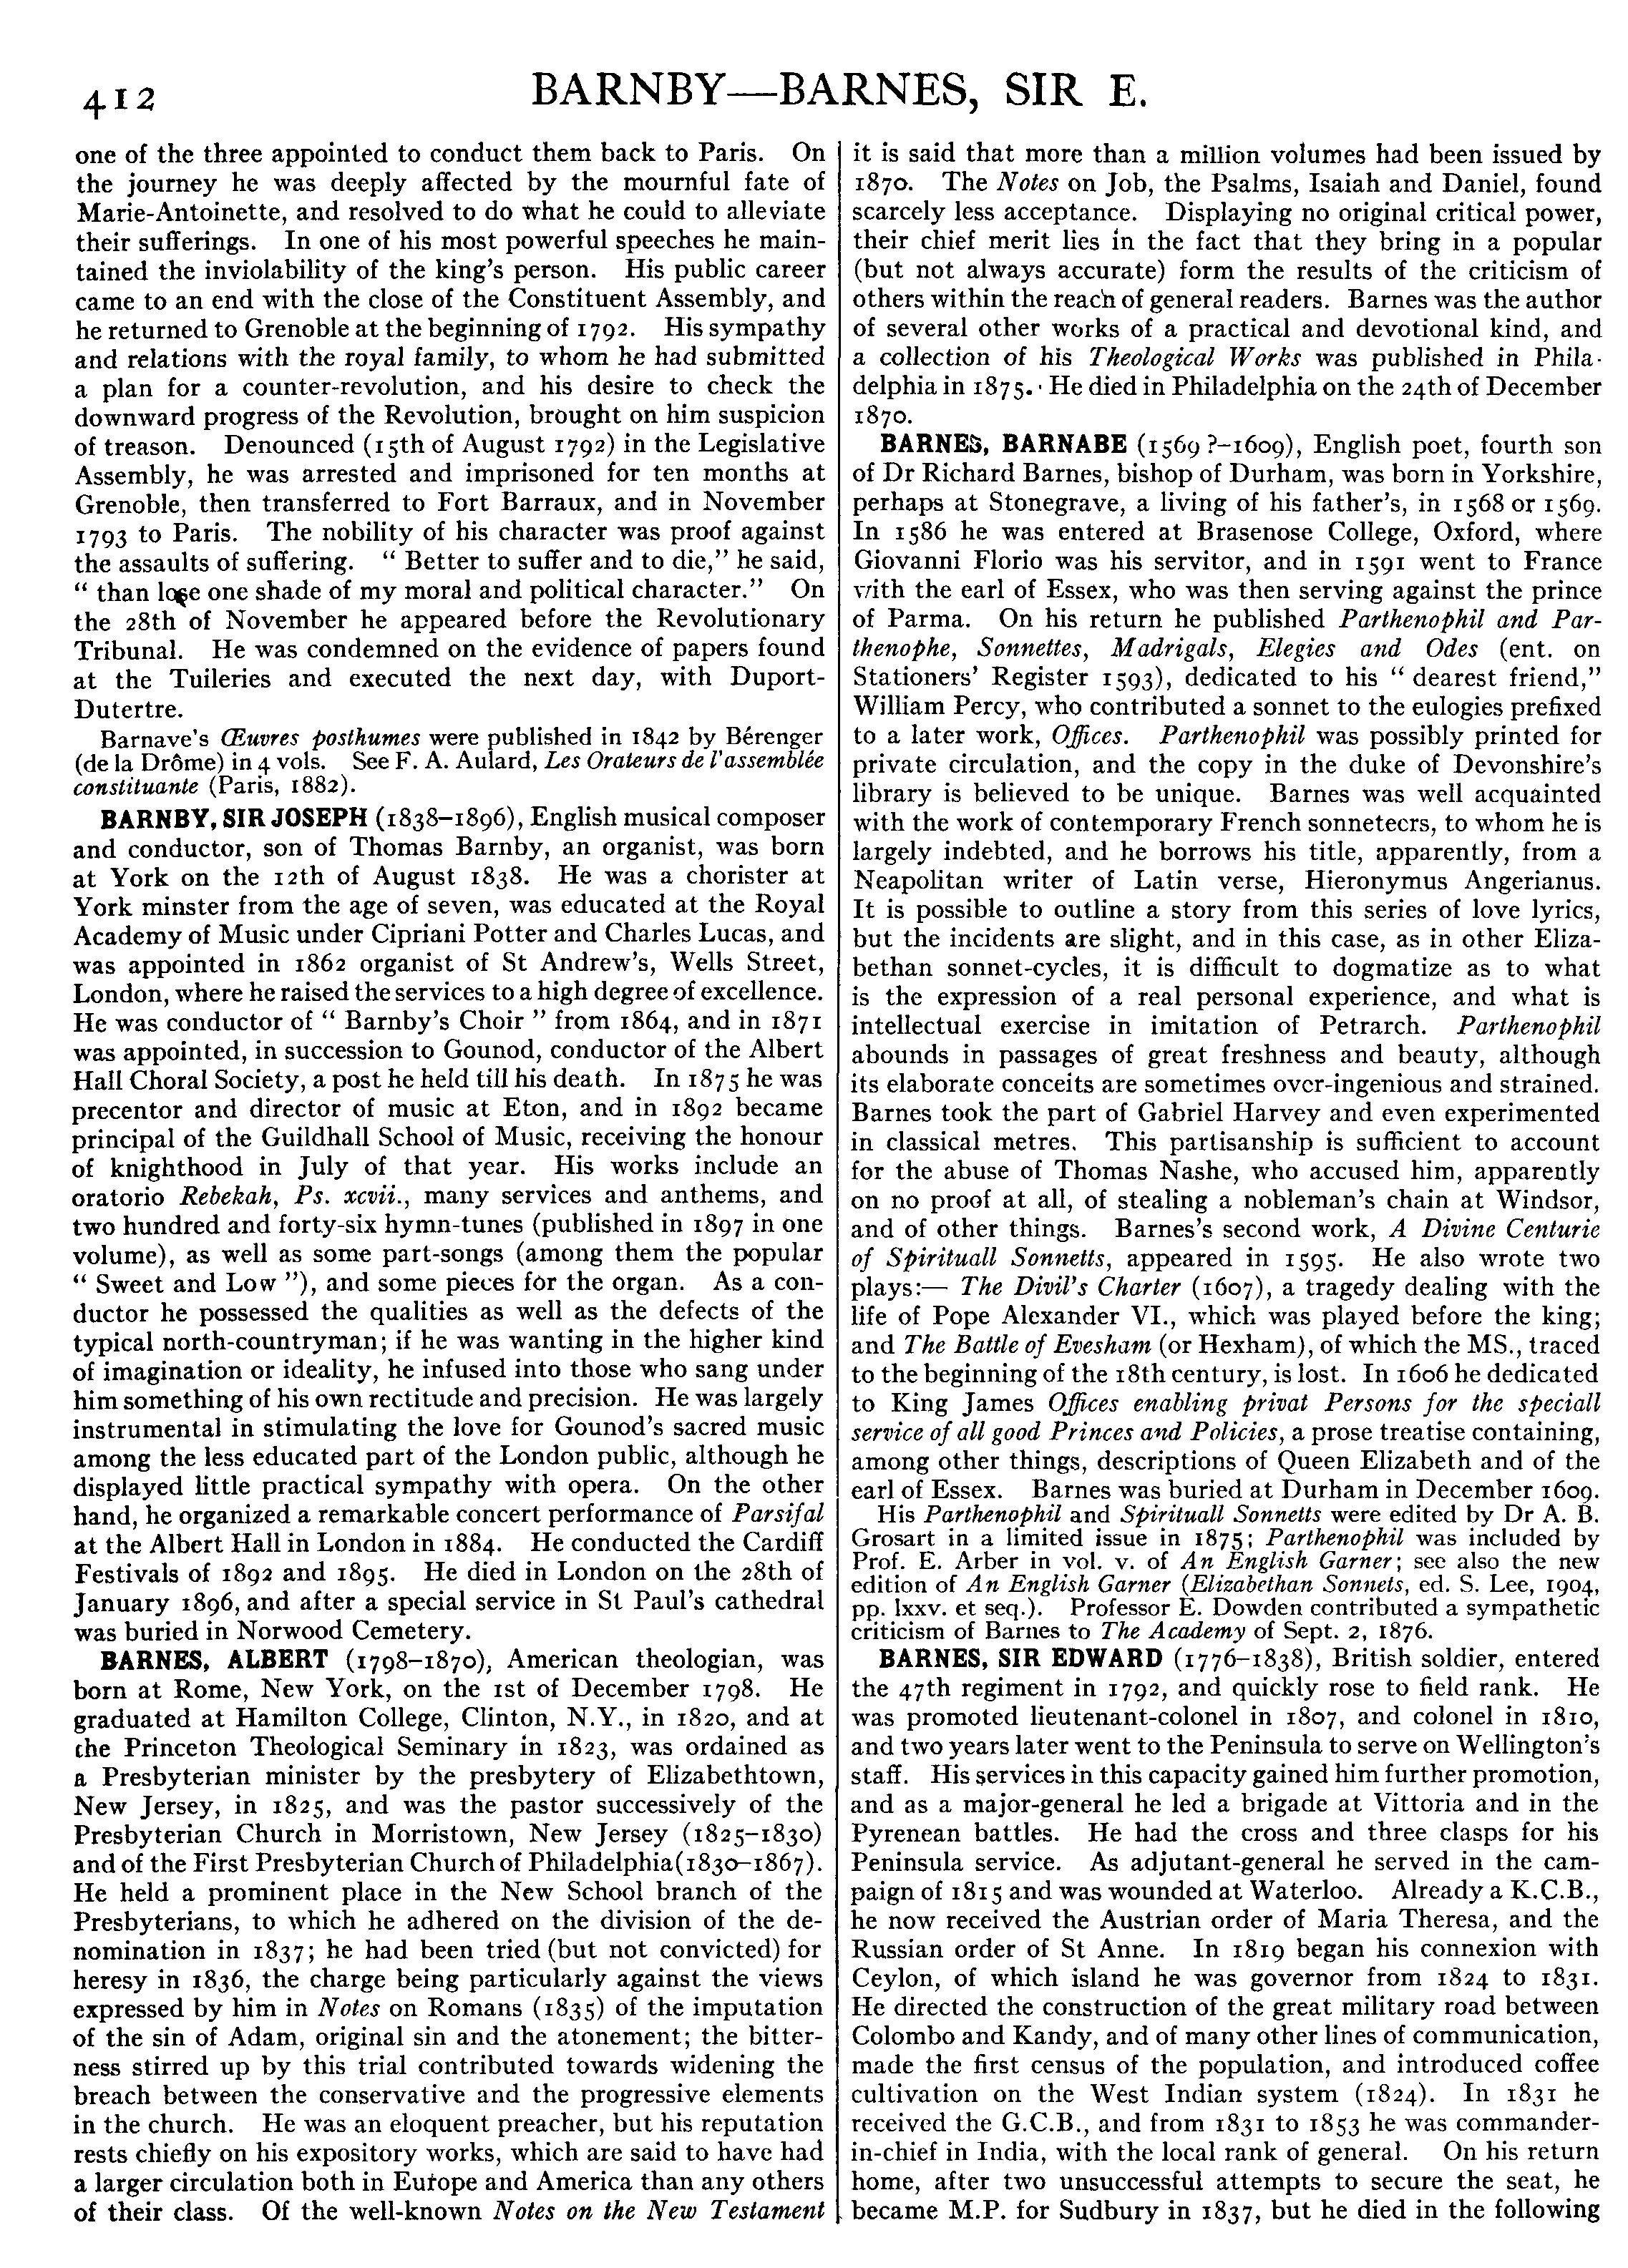 412
BARNBY—BARNES, SIR E.
one of the three appointed to conduct them back to Paris. On
the journey he was deeply affected by the mournful fate of
Marie-Antoinette, and resolved to do what he could to alleviate
their sufferings. In one of his most powerful speeches he main-
tained the inviolability of the king's person. His public career
came to an end with the close of the Constituent Assembly, and
he returned to Grenoble at the beginning of 1792. His sympathy
and relations with the royal family, to whom he had submitted
a plan for a counter-revolution, and his desire to check the
downward progress of the Revolution, brought on him suspicion
of treason. Denounced (15th of August 1792) in the Legislative
Assembly, he was arrested and imprisoned for ten months at
Grenoble, then transferred to Fort Barraux, and in November
1793 to Paris. The nobility of his character was proof against
the assaults of suffering. “ Better to suffer and to die,” he said,
“ than lose one shade of my moral and political character.” On
the 28th of November he appeared before the Revolutionary
Tribunal. He was condemned on the evidence of papers found
at the Tuileries and executed the next day, with Duport-
Dutertre.
Barnave's Œuvres posthumes were published in 1842 by Bérenger
(de la Drôme) in 4 vols. See F. A. Aulard, Les Orateurs de l'assemblée
constituante (Paris, 1882).
BARNBY, SIR JOSEPH (1838–1896), English musical composer
and conductor, son of Thomas Barnby, an organist, was born
at York on the 12th of August 1838. He was a chorister at
York minster from the age of seven, was educated at the Royal
Academy of Music under Cipriani Potter and Charles Lucas, and
was appointed in 1862 organist of St Andrew's, Wells Street,
London, where he raised the services to a high degree of excellence.
He was conductor of “ Barnby's Choir ” from 1864, and in 1871
was appointed, in succession to Gounod, conductor of the Albert
Hall Choral Society, a post he held till his death. In 1875 he was
precentor and director of music at Eton, and in 1892 became
principal of the Guildhall School of Music, receiving the honour
of knighthood in July of that year. His works include an
oratorio Rebekah, Ps. xcvii., many services and anthems, and
two hundred and forty-six hymn-tunes (published in 1897 in one
volume), as well as some part-songs (among them the popular
“ Sweet and Low ”), and some pieces for the organ. As a con-
ductor he possessed the qualities as well as the defects of the
typical north-countryman; if he was wanting in the higher kind
of imagination or ideality, he infused into those who sang under
him something of his own rectitude and precision. He was largely
instrumental in stimulating the love for Gounod's sacred music
among the less educated part of the London public, although he
displayed little practical sympathy with opera. On the other
hand, he organized a remarkable concert performance of Parsifal
at the Albert Hall in London in 1884. He conducted the Cardiff
Festivals of 1892 and 1895. He died in London on the 28th of
January 1896, and after a special service in St Paul's cathedral
was buried in Norwood Cemetery.
BARNES, ALBERT (1798–1870), American theologian, was
born at Rome, New York, on the 1st of December 1798. He
graduated at Hamilton College, Clinton, N.Y., in 1820, and at
the Princeton Theological Seminary in 1823, was ordained as
a Presbyterian minister by the presbytery of Elizabethtown,
New Jersey, in 1825, and was the pastor successively of the
Presbyterian Church in Morristown, New Jersey (1825–1830)
and of the First Presbyterian Church of Philadelphia (1830–1867).
He held a prominent place in the New School branch of the
Presbyterians, to which he adhered on the division of the de-
nomination in 1837; he had been tried (but not convicted) for
heresy in 1836, the charge being particularly against the views
expressed by him in Notes on Romans (1835) of the imputation
of the sin of Adam, original sin and the atonement; the bitter-
ness stirred up by this trial contributed towards widening the
breach between the conservative and the progressive elements
in the church. He was an eloquent preacher, but his reputation
rests chiefly on his expository works, which are said to have had
a larger circulation both in Europe and America than any others
of their class. Of the well-known Notes on the New Testament
it is said that more than a million volumes had been issued by
1870. The Notes on Job, the Psalms, Isaiah and Daniel, found
scarcely less acceptance. Displaying no original critical power,
their chief merit lies in the fact that they bring in a popular
(but not always accurate) form the results of the criticism of
others within the reach of general readers. Barnes was the author
of several other works of a practical and devotional kind, and
a collection of his Theological Works was published in Phila-
delphia in 1875. He died in Philadelphia on the 24th of December
1870.
BARNES, BARNABE (1569 ?–1609), English poet, fourth son
of Dr Richard Barnes, bishop of Durham, was born in Yorkshire,
perhaps at Stonegrave, a living of his father's, in 1568 or 1569.
In 1586 he was entered at Brasenose College, Oxford, where
Giovanni Florio was his servitor, and in 1591 went to France
with the earl of Essex, who was then serving against the prince
of Parma. On his return he published Parthenophil and Par-
thenophe, Sonnettes, Madrigals, Elegies and Odes (ent. on
Stationers' Register 1593), dedicated to his “ dearest friend,”
William Percy, who contributed a sonnet to the eulogies prefixed
to a later work, Offices. Parthenophil was possibly printed for
private circulation, and the copy in the duke of Devonshire's
library is believed to be unique. Barnes was well acquainted
with the work of contemporary French sonneteers, to whom he is
largely indebted, and he borrows his title, apparently, from a
Neapolitan writer of Latin verse, Hieronymus Angerianus.
It is possible to outline a story from this series of love lyrics,
but the incidents are slight, and in this case, as in other Eliza-
bethan sonnet-cycles, it is difficult to dogmatize as to what
is the expression of a real personal experience, and what is
intellectual exercise in imitation of Petrarch. Parthenophil
abounds in passages of great freshness and beauty, although
its elaborate conceits are sometimes over-ingenious and strained.
Barnes took the part of Gabriel Harvey and even experimented
in classical metres. This partisanship is sufficient to account
for the abuse of Thomas Nashe, who accused him, apparently
on no proof at all, of stealing a nobleman's chain at Windsor,
and of other things. Barnes's second work, A Divine Centurie
of Spirituall Sonnetts, appeared in 1595. He also wrote two
plays:— The Divil's Charter (1607), a tragedy dealing with the
life of Pope Alexander VI., which was played before the king;
and The Battle of Evesham (or Hexham), of which the MS., traced
to the beginning of the 18th century, is lost. In 1606 he dedicated
to King James Offices enabling privat Persons for the speciall
service of all good Princes and Policies, a prose treatise containing,
among other things, descriptions of Queen Elizabeth and of the
earl of Essex. Barnes was buried at Durham in December 1609.
His Parthenophil and Spirituall Sonnetts were edited by Dr A. B.
Grosart in a limited issue in 1875; Parthenophil was included by
Prof. E. Arber in vol. v. of An English Garner; see also the new
edition of An English Garner (Elizabethan Sonnets, ed. S. Lee, 1904,
pp. lxxv. et seq.). Professor E. Dowden contributed a sympathetic
criticism of Barnes to The Academy of Sept. 2, 1876.
BARNES, SIR EDWARD (1776–1838), British soldier, entered
the 47th regiment in 1792, and quickly rose to field rank. He
was promoted lieutenant-colonel in 1807, and colonel in 1810,
and two years later went to the Peninsula to serve on Wellington's
staff. His services in this capacity gained him further promotion,
and as a major-general he led a brigade at Vittoria and in the
Pyrenean battles. He had the cross and three clasps for his
Peninsula service. As adjutant-general he served in the cam-
paign of 1815 and was wounded at Waterloo. Already a K.C.B.,
he now received the Austrian order of Maria Theresa, and the
Russian order of St Anne. In 1819 began his connexion with
Ceylon, of which island he was governor from 1824 to 1831.
He directed the construction of the great military road between
Colombo and Kandy, and of many other lines of communication,
made the first census of the population, and introduced coffee
cultivation on the West Indian system (1824). In 1831 he
received the G.C.B., and from 1831 to 1853 he was commander-
in-chief in India, with the local rank of general. On his return
home, after two unsuccessful attempts to secure the seat, he
became M.P. for Sudbury in 1837, but he died in the following